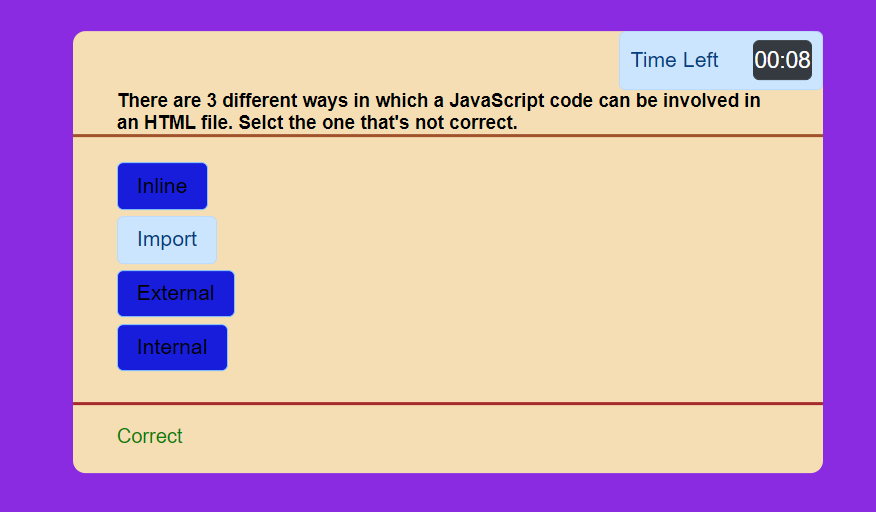 Time Left 00:08
There are 3 different ways in which a JavaScript code can be involved in
an HTML file. Selct the one that's not correct.
Inline
Import
External
Internal
Correct